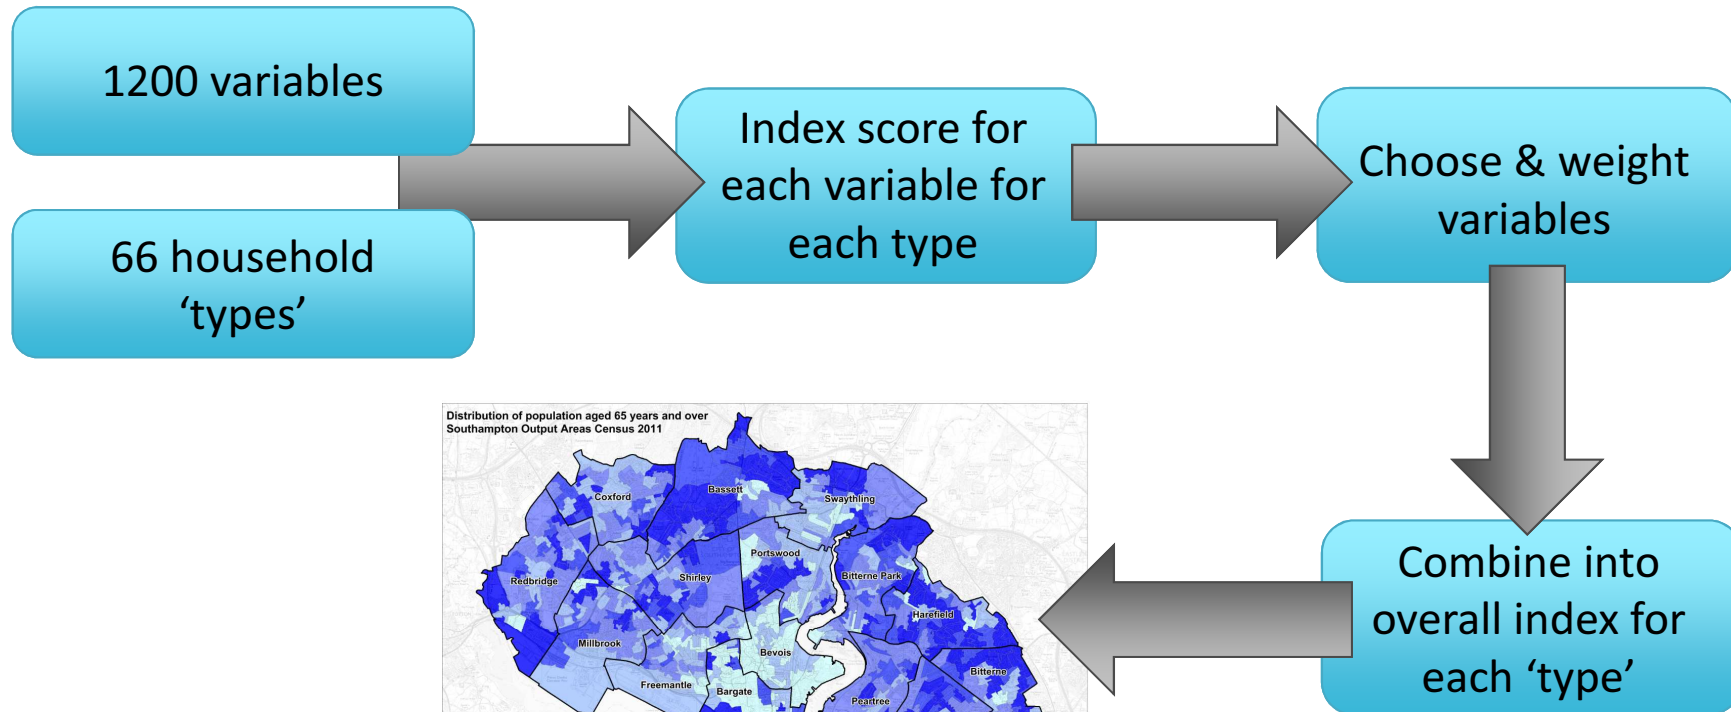 1200 variables
66 household
‘types’
Index score for
each variable for
each type
Choose & weight
variables
Combine into
overall index for
each ‘type’
Distribution of population aged 65 years and over
Southampton Output Areas Census 2011
Coxford
Bassett
Swaythling
Portswood
Redbridge
Shirley
Bitterne Park
Harefield
Millbrook
Bevois
Bitterne
Freemantle
Bargate
Peartree